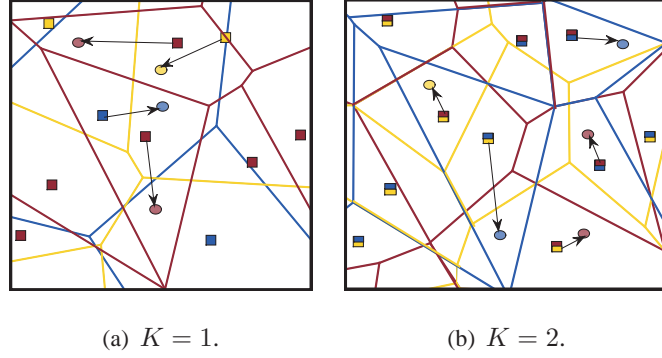 (a) K = 1.
(b) K = 2.